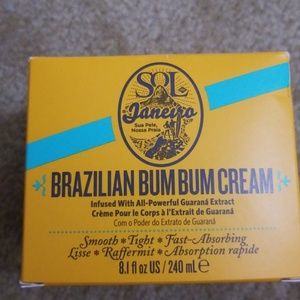 SOL
de Janeiro
Sua Pele,
Nossa Praia
BRAZILIAN BUM BUM CREAM
Infused With All-Powerful Guaraná Extract
Crème Pour le Corps à l'Extrait de Guaraná
Com o Poder do Extrato de Guaraná
Smooth * Tight * Fast-Absorbing
Lisse * Raffermit * Absorption rapide
8.1 fl oz US / 240 ml ℮